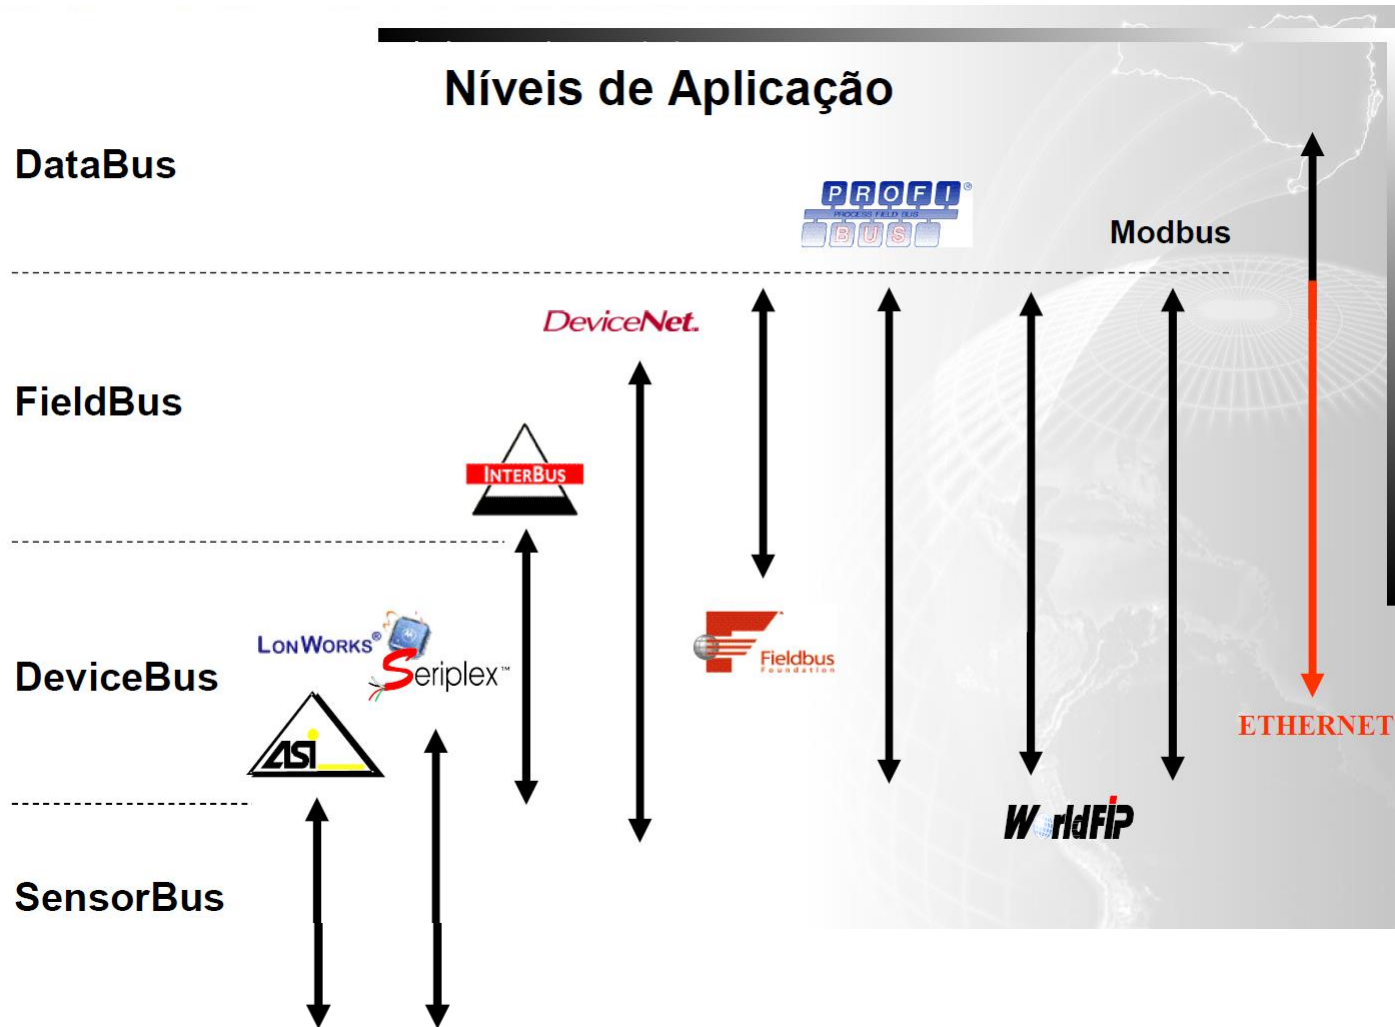 Níveis de Aplicação
DataBus
PROFI®
PROCESS FIELD BUS
BUS
Modbus
DeviceNet.
FieldBus
INTERBUS
LONWORKS®
Seriplex™
DeviceBus
Fieldbus
Foundation
ASi
ETHERNET
WorldFIP
SensorBus